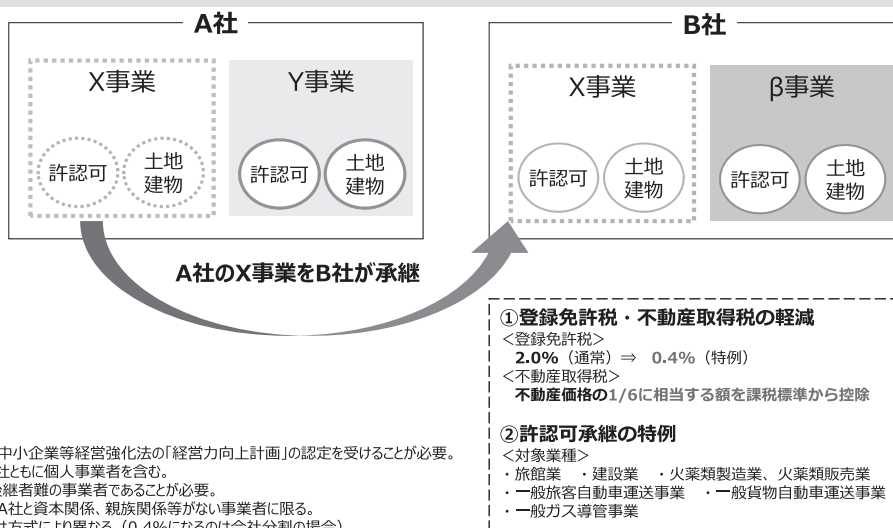 A社
X事業
Y事業
許認可
土地
建物
許認可
土地
建物
B社
X事業
β事業
許認可
土地
建物
許認可
土地
建物
A社のX事業をB社が承継
①登録免許税・不動産取得税の軽減
<登録免許税>
2.0%（通常）⇒ 0.4%（特例）
<不動産取得税>
不動産価格の1/6に相当する額を課税標準から控除
②許認可承継の特例
<対象業種>
・旅館業 ・建設業 ・火薬類製造業、火薬類販売業
・一般旅客自動車運送事業 ・一般貨物自動車運送事業
・一般ガス導管事業
中小企業等経営強化法の「経営力向上計画」の認定を受けることが必要。
社ともに個人事業者を含む。
継者難の事業者であることが必要。
A社と資本関係、親族関係等がない事業者に限る。
方式により異なる（0.4%になるのは会社分割の場合）